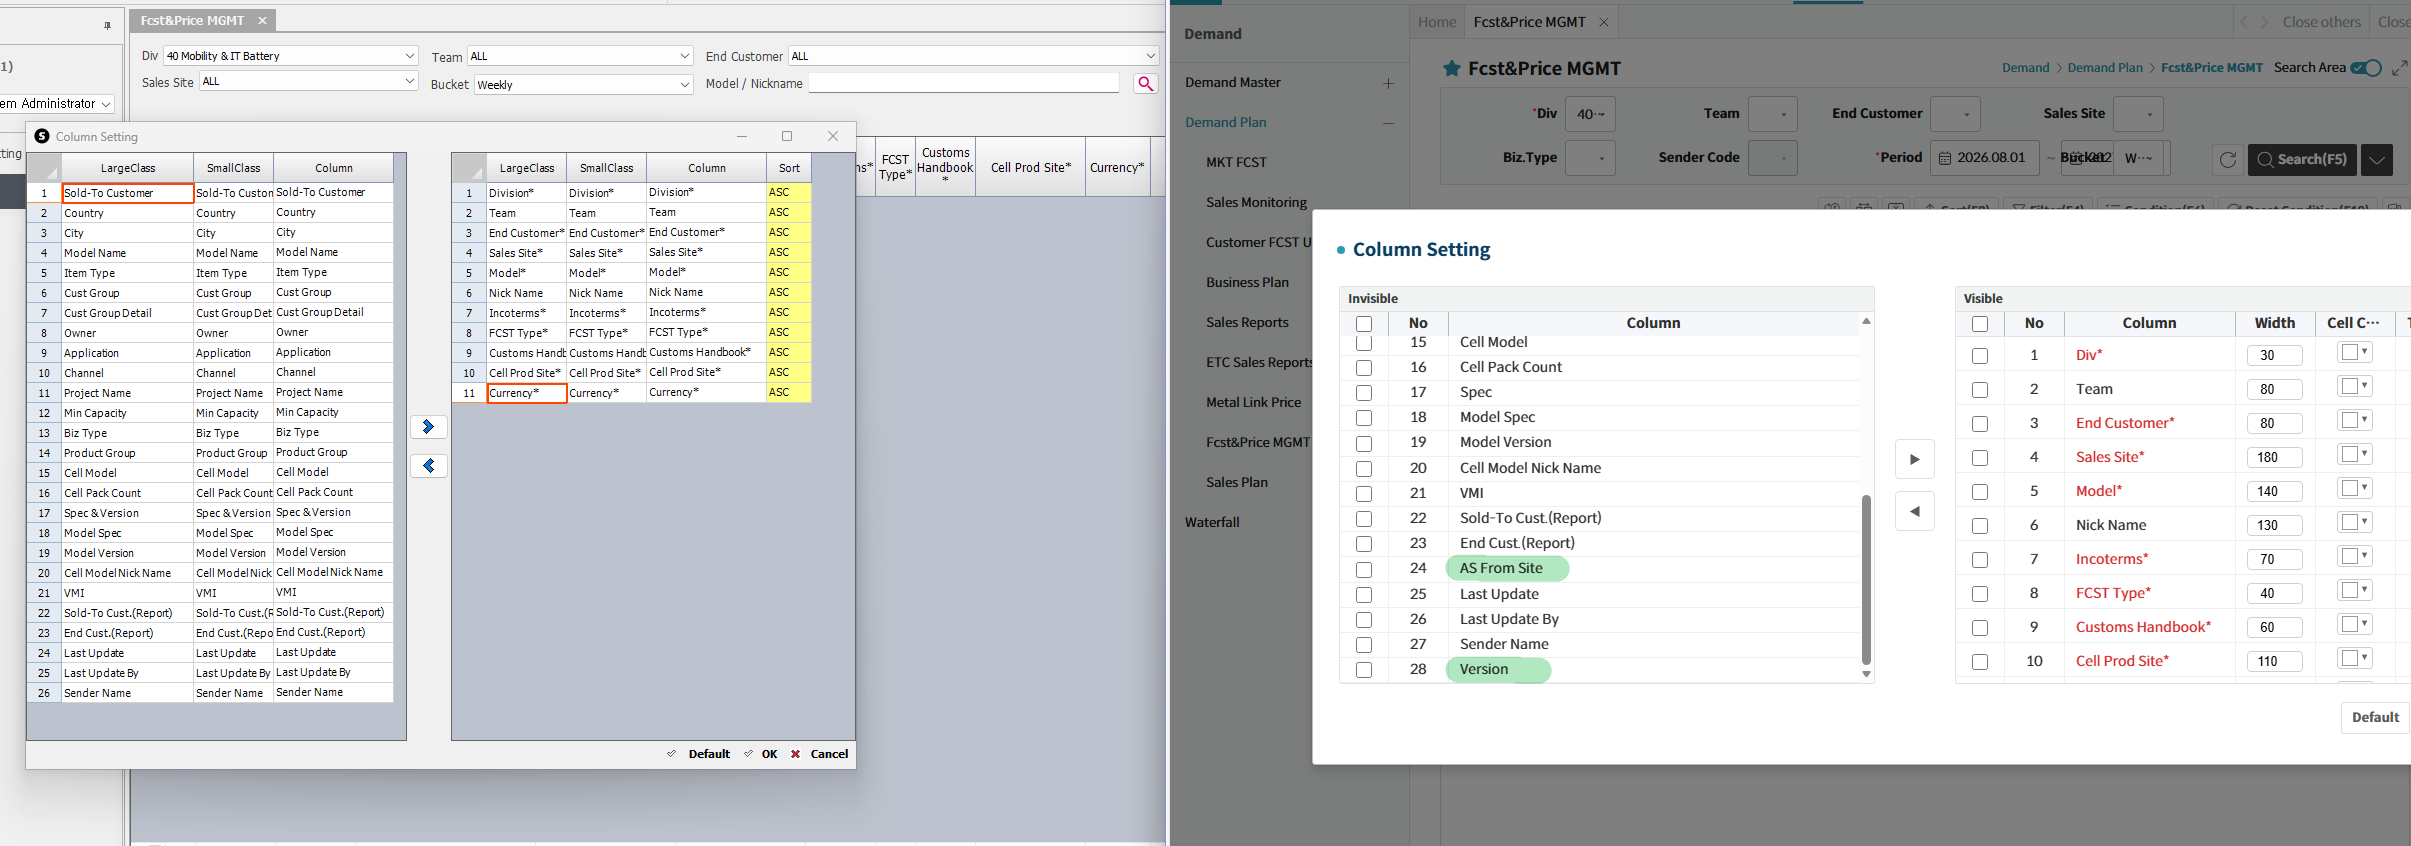 Fcst&Price MGMT
Div 40 Mobility & IT Battery Team ALL End Customer ALL
Sales Site ALL Bucket Weekly Model / Nickname
1)
em Administrator
ting
Column Setting
FCST Type* Customs Handbook * Cell Prod Site* Currency*
LargeClass SmallClass Column
1 Sold-To Customer Sold-To Custon Sold-To Customer
2 Country Country Country
3 City City City
4 Model Name Model Name Model Name
5 Item Type Item Type Item Type
6 Cust Group Cust Group Cust Group
7 Cust Group Detail Cust Group Det Cust Group Detail
8 Owner Owner Owner
9 Application Application Application
10 Channel Channel Channel
11 Project Name Project Name Project Name
12 Min Capacity Min Capacity Min Capacity
13 Biz Type Biz Type Biz Type
14 Product Group Product Group Product Group
15 Cell Model Cell Model Cell Model
16 Cell Pack Count Cell Pack Count Cell Pack Count
17 Spec & Version Spec & Version Spec & Version
18 Model Spec Model Spec Model Spec
19 Model Version Model Version Model Version
20 Cell Model Nick Name Cell Model Nick Cell Model Nick Name
21 VMI VMI VMI
22 Sold-To Cust.(Report) Sold-To Cust.(F Sold-To Cust.(Report)
23 End Cust.(Report) End Cust.(Repo End Cust.(Report)
24 Last Update Last Update Last Update
25 Last Update By Last Update By Last Update By
26 Sender Name Sender Name Sender Name
LargeClass SmallClass Column Sort
1 Division* Division* Division* ASC
2 Team Team Team ASC
3 End Customer* End Customer* End Customer* ASC
4 Sales Site* Sales Site* Sales Site* ASC
5 Model* Model* Model* ASC
6 Nick Name Nick Name Nick Name ASC
7 Incoterms* Incoterms* Incoterms* ASC
8 FCST Type* FCST Type* FCST Type* ASC
9 Customs Handb Customs Handb Customs Handbook* ASC
10 Cell Prod Site* Cell Prod Site* Cell Prod Site* ASC
11 Currency* Currency* Currency* ASC
Default OK Cancel
Demand
Demand Master
Demand Plan
MKT FCST
Sales Monitoring
Customer FCST U
Business Plan
Sales Reports
ETC Sales Reports
Metal Link Price
Fcst&Price MGMT
Sales Plan
Waterfall
Home Fcst&Price MGMT Close others Close
Fcst&Price MGMT Demand > Demand Plan > Fcst&Price MGMT Search Area
*Div 40··· Team End Customer Sales Site
Biz.Type Sender Code *Period 2026.08.01 ~ Bucket W···
Search(F5)
Column Setting
Invisible
No Column
15 Cell Model
16 Cell Pack Count
17 Spec
18 Model Spec
19 Model Version
20 Cell Model Nick Name
21 VMI
22 Sold-To Cust.(Report)
23 End Cust.(Report)
24 AS From Site
25 Last Update
26 Last Update By
27 Sender Name
28 Version
Visible
No Column Width Cell C···
1 Div* 30
2 Team 80
3 End Customer* 80
4 Sales Site* 180
5 Model* 140
6 Nick Name 130
7 Incoterms* 70
8 FCST Type* 40
9 Customs Handbook* 60
10 Cell Prod Site* 110
Default